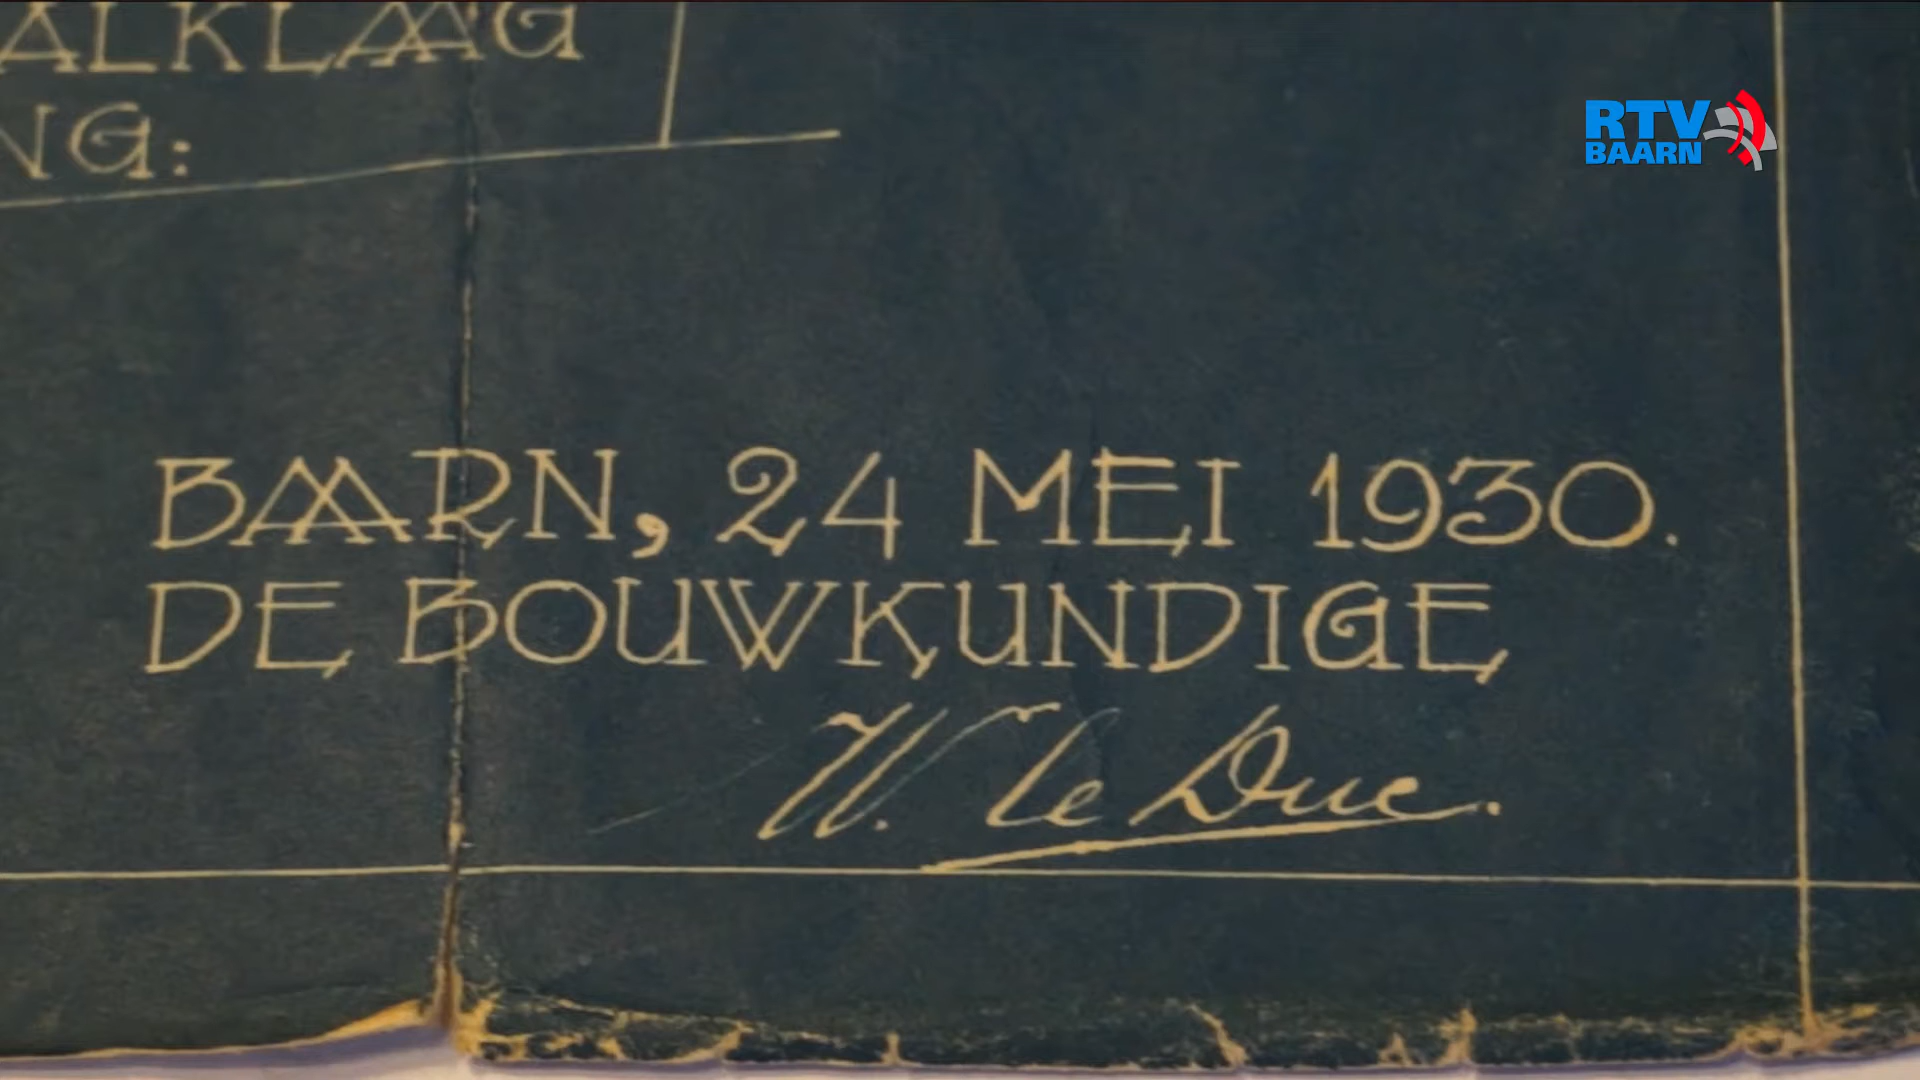 ALKLAAG
NG:
RTV
BAARN
BAARN, 24 MEI 1930.
DE BOUWKUNDIGE
W. le Duc.